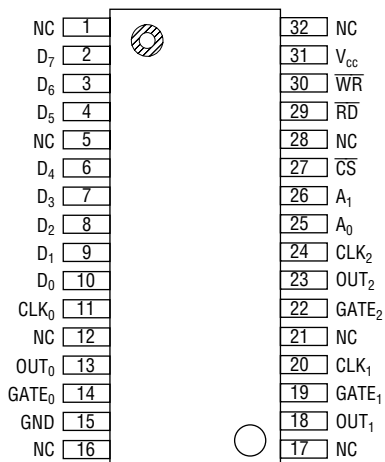 NC 1 32 NC
D7 2 31 Vcc
D6 3 30 W̅R̅
D5 4 29 R̅D̅
NC 5 28 NC
D4 6 27 C̅S̅
D3 7 26 A1
D2 8 25 A0
D1 9 24 CLK2
D0 10 23 OUT2
CLK0 11 22 GATE2
NC 12 21 NC
OUT0 13 20 CLK1
GATE0 14 19 GATE1
GND 15 18 OUT1
NC 16 17 NC